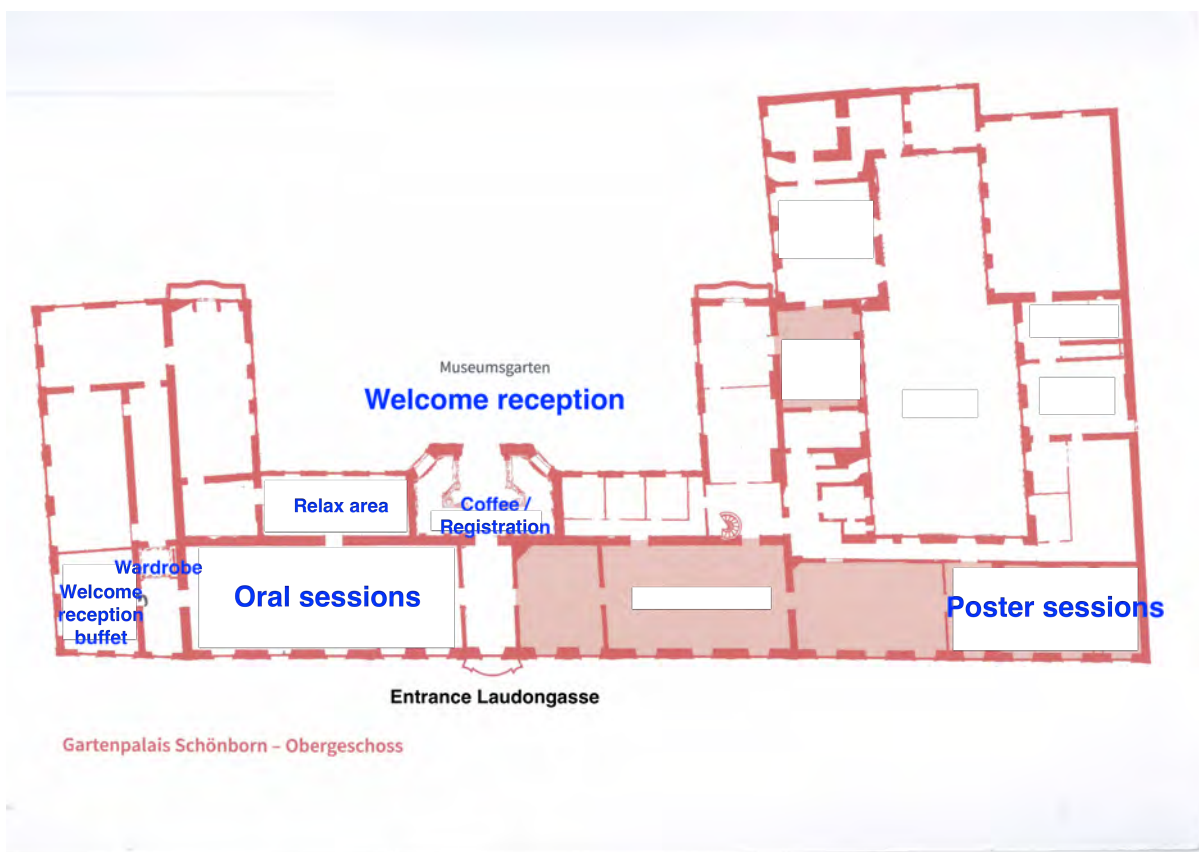 Museumsgarten
Welcome reception
Relax area
Coffee /
Registration
Wardrobe
Welcome
reception
buffet
Oral sessions
Poster sessions
Entrance Laudongasse
Gartenpalais Schönborn – Obergeschoss